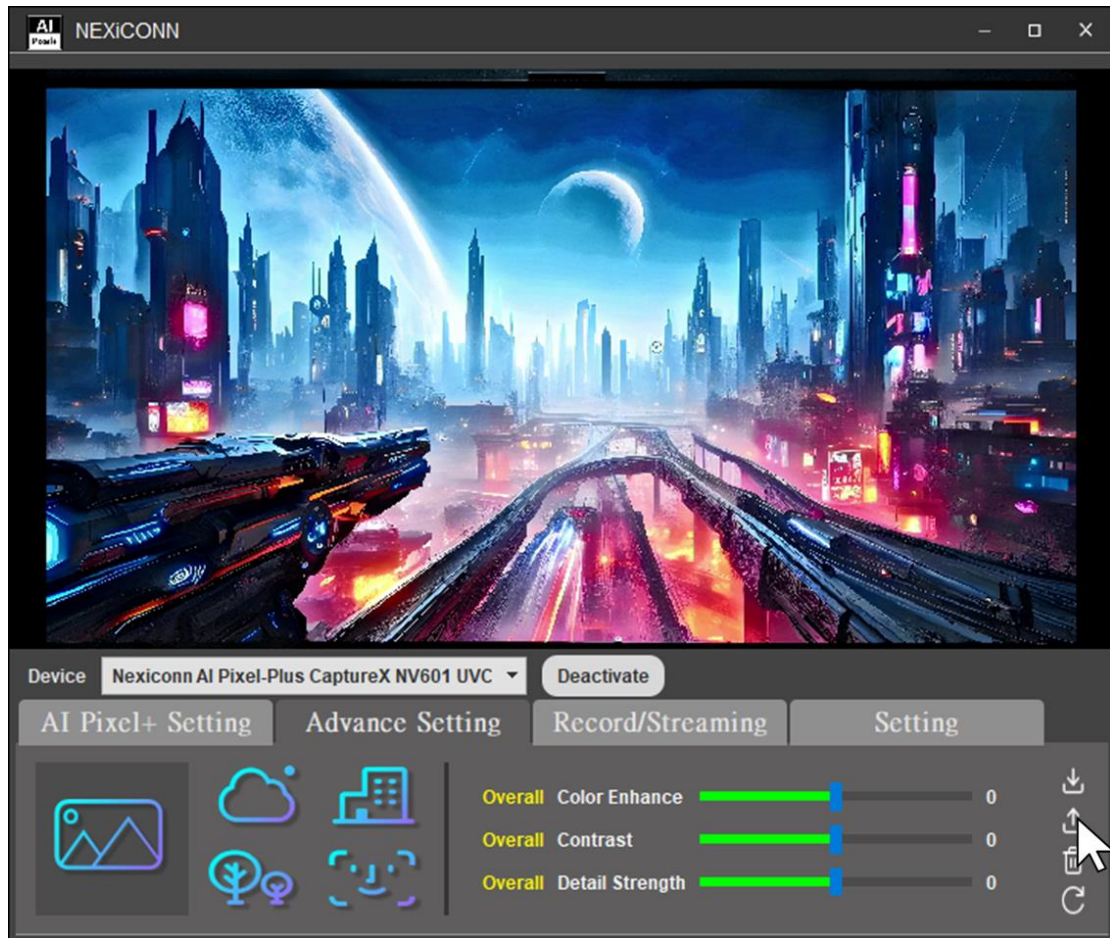 AI
NEXiCONN
Device
Nexiconn AI Pixel-Plus CaptureX NV601 UVC
Deactivate
AI Pixel+ Setting
Advance Setting
Record/Streaming
Setting
Overall Color Enhance 0
Overall Contrast 0
Overall Detail Strength 0